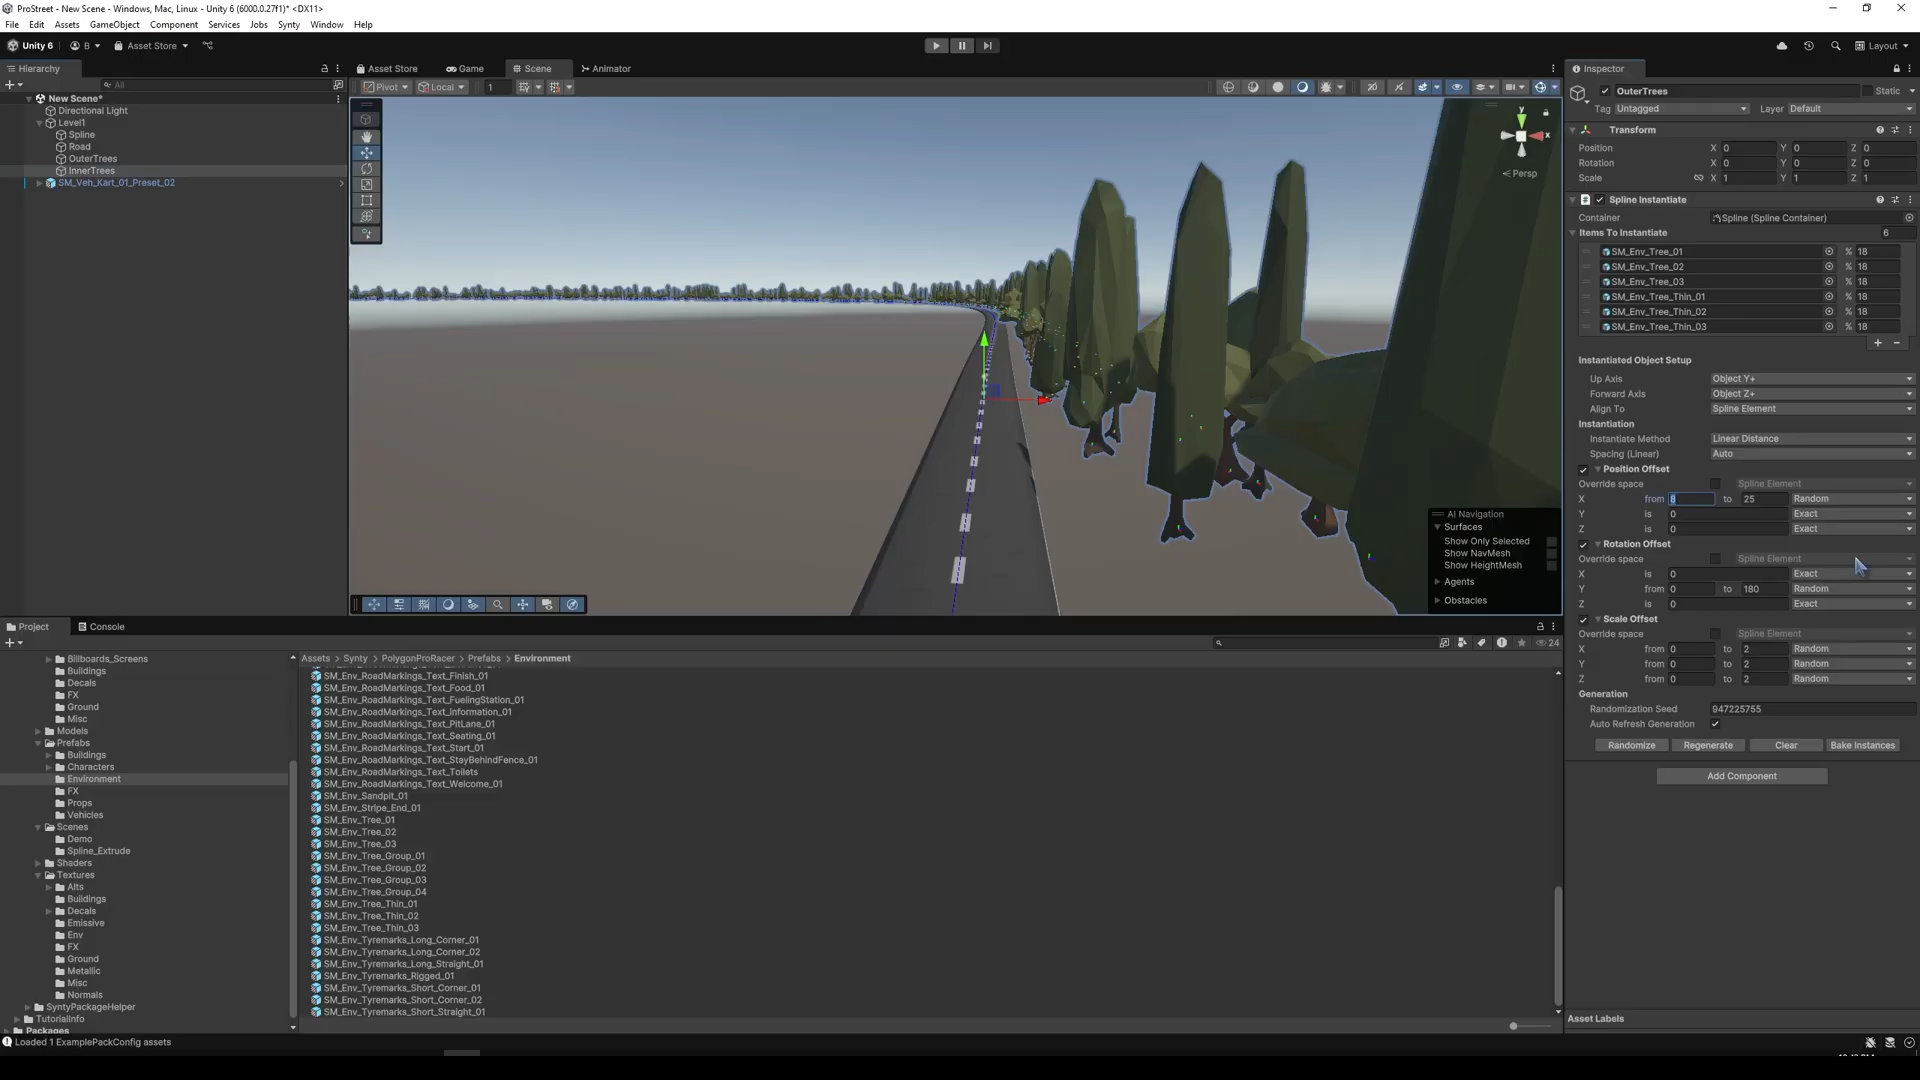 ProStreet - New Scene - Windows, Mac, Linux - Unity 6 (6000.0.27f1)* <DX11>
File Edit Assets GameObject Component Services Jobs Synty Window Help
Unity 6 B Asset Store Layout
Hierarchy
All
New Scene*
Directional Light
Level1
Spline
Road
OuterTrees
InnerTrees
SM_Veh_Kart_01_Preset_02
Asset Store Game Scene Animator
Pivot Local 1
y
x
Persp
AI Navigation
Surfaces
Show Only Selected
Show NavMesh
Show HeightMesh
Agents
Obstacles
Inspector
OuterTrees Static
Tag Untagged Layer Default
Transform
Position X 0 Y 0 Z 0
Rotation X 0 Y 0 Z 0
Scale X 1 Y 1 Z 1
Spline Instantiate
Container Spline (Spline Container)
Items To Instantiate 6
SM_Env_Tree_01 % 18
SM_Env_Tree_02 % 18
SM_Env_Tree_03 % 18
SM_Env_Tree_Thin_01 % 18
SM_Env_Tree_Thin_02 % 18
SM_Env_Tree_Thin_03 % 18
+ -
Instantiated Object Setup
Up Axis Object Y+
Forward Axis Object Z+
Align To Spline Element
Instantiation
Instantiate Method Linear Distance
Spacing (Linear) Auto
Position Offset
Override space Spline Element
X from 8 to 25 Random
Y is 0 Exact
Z is 0 Exact
Rotation Offset
Override space Spline Element
X is 0 Exact
Y from 0 to 180 Random
Z is 0 Exact
Scale Offset
Override space Spline Element
X from 0 to 2 Random
Y from 0 to 2 Random
Z from 0 to 2 Random
Generation
Randomization Seed 947225755
Auto Refresh Generation
Randomize Regenerate Clear Bake Instances
Add Component
Asset Labels
Project Console
24
Billboards_Screens
Buildings
Decals
FX
Ground
Misc
Models
Prefabs
Buildings
Characters
Environment
FX
Props
Vehicles
Scenes
Demo
Spline_Extrude
Shaders
Textures
Alts
Buildings
Decals
Emissive
Env
FX
Ground
Metallic
Misc
Normals
SyntyPackageHelper
TutorialInfo
Packages
Assets > Synty > PolygonProRacer > Prefabs > Environment
SM_Env_RoadMarkings_Text_Finish_01
SM_Env_RoadMarkings_Text_Food_01
SM_Env_RoadMarkings_Text_FuelingStation_01
SM_Env_RoadMarkings_Text_Information_01
SM_Env_RoadMarkings_Text_PitLane_01
SM_Env_RoadMarkings_Text_Seating_01
SM_Env_RoadMarkings_Text_Start_01
SM_Env_RoadMarkings_Text_StayBehindFence_01
SM_Env_RoadMarkings_Text_Toilets
SM_Env_RoadMarkings_Text_Welcome_01
SM_Env_Sandpit_01
SM_Env_Stripe_End_01
SM_Env_Tree_01
SM_Env_Tree_02
SM_Env_Tree_03
SM_Env_Tree_Group_01
SM_Env_Tree_Group_02
SM_Env_Tree_Group_03
SM_Env_Tree_Group_04
SM_Env_Tree_Thin_01
SM_Env_Tree_Thin_02
SM_Env_Tree_Thin_03
SM_Env_Tyremarks_Long_Corner_01
SM_Env_Tyremarks_Long_Corner_02
SM_Env_Tyremarks_Long_Straight_01
SM_Env_Tyremarks_Rigged_01
SM_Env_Tyremarks_Short_Corner_01
SM_Env_Tyremarks_Short_Corner_02
SM_Env_Tyremarks_Short_Straight_01
Loaded 1 ExamplePackConfig assets